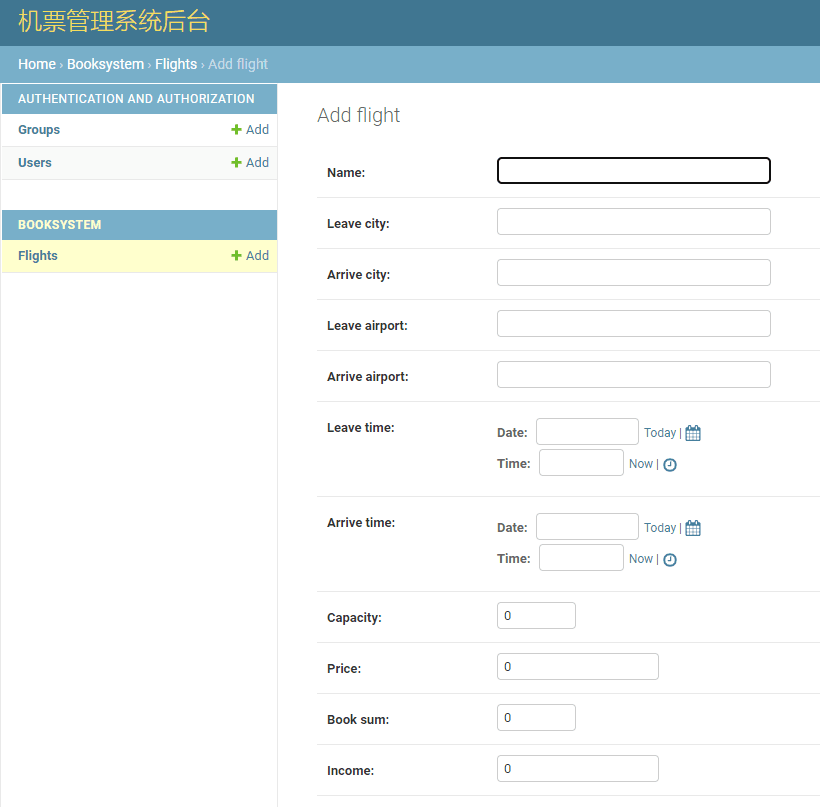 机票管理系统后台
Home › Booksystem › Flights › Add flight
AUTHENTICATION AND AUTHORIZATION
Groups + Add
Users + Add
BOOKSYSTEM
Flights + Add
Add flight
Name:
Leave city:
Arrive city:
Leave airport:
Arrive airport:
Leave time:
Date: Today |
Time: Now |
Arrive time:
Date: Today |
Time: Now |
Capacity: 0
Price: 0
Book sum: 0
Income: 0